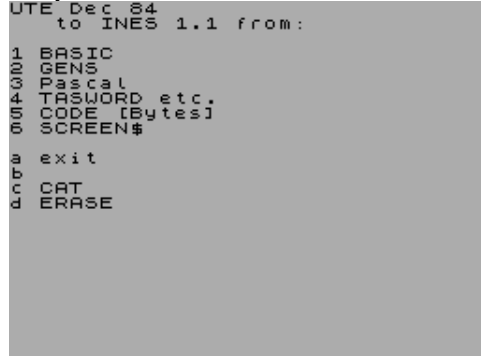 UTE Dec 84
to INES 1.1 from:
1 BASIC
2 GENS
3 Pascal
4 TASWORD etc.
5 CODE [Bytes]
6 SCREEN$
a exit
b
c CAT
d ERASE